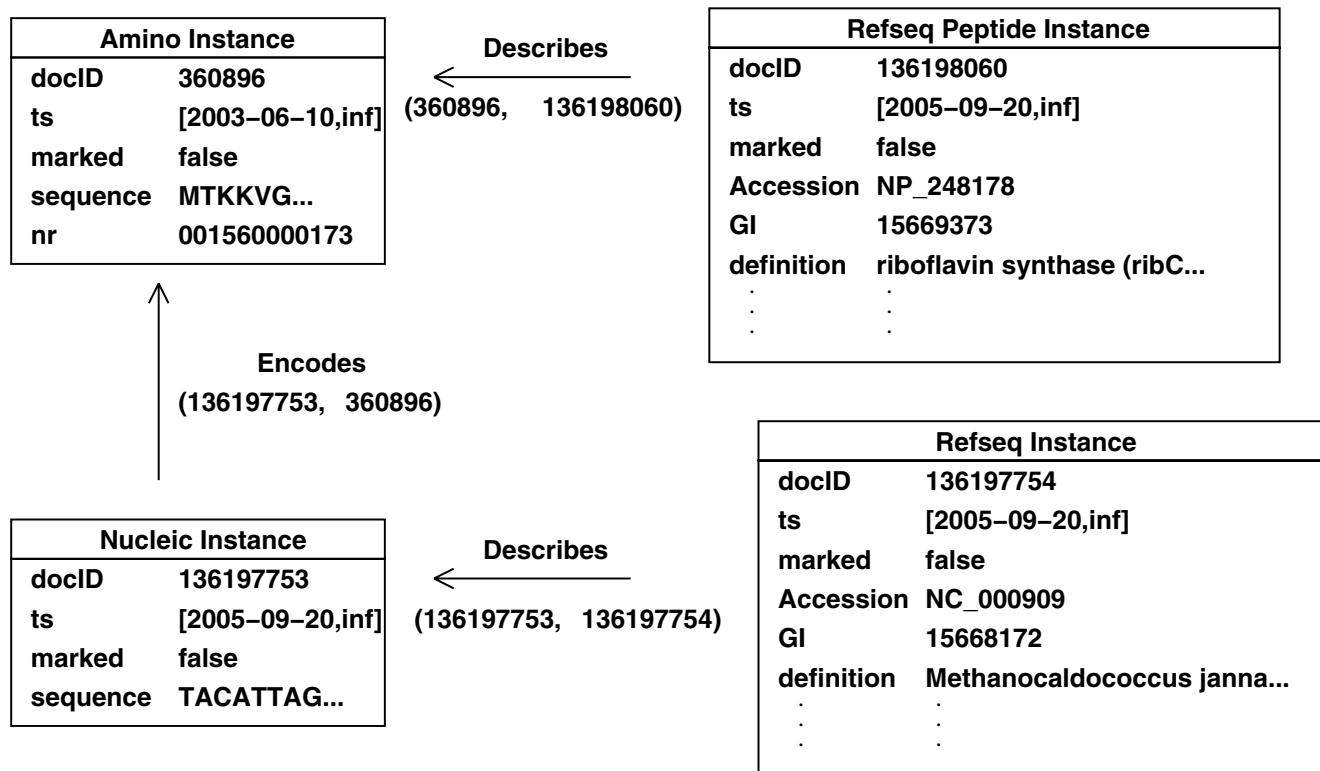 Amino Instance
docID 360896
ts [2003−06−10,inf]
marked false
sequence MTKKVG...
nr 001560000173
Describes
(360896, 136198060)
Refseq Peptide Instance
docID 136198060
ts [2005−09−20,inf]
marked false
Accession NP_248178
GI 15669373
definition riboflavin synthase (ribC...
. .
. .
. .
Encodes
(136197753, 360896)
Nucleic Instance
docID 136197753
ts [2005−09−20,inf]
marked false
sequence TACATTAG...
Describes
(136197753, 136197754)
Refseq Instance
docID 136197754
ts [2005−09−20,inf]
marked false
Accession NC_000909
GI 15668172
definition Methanocaldococcus janna...
. .
. .
. .